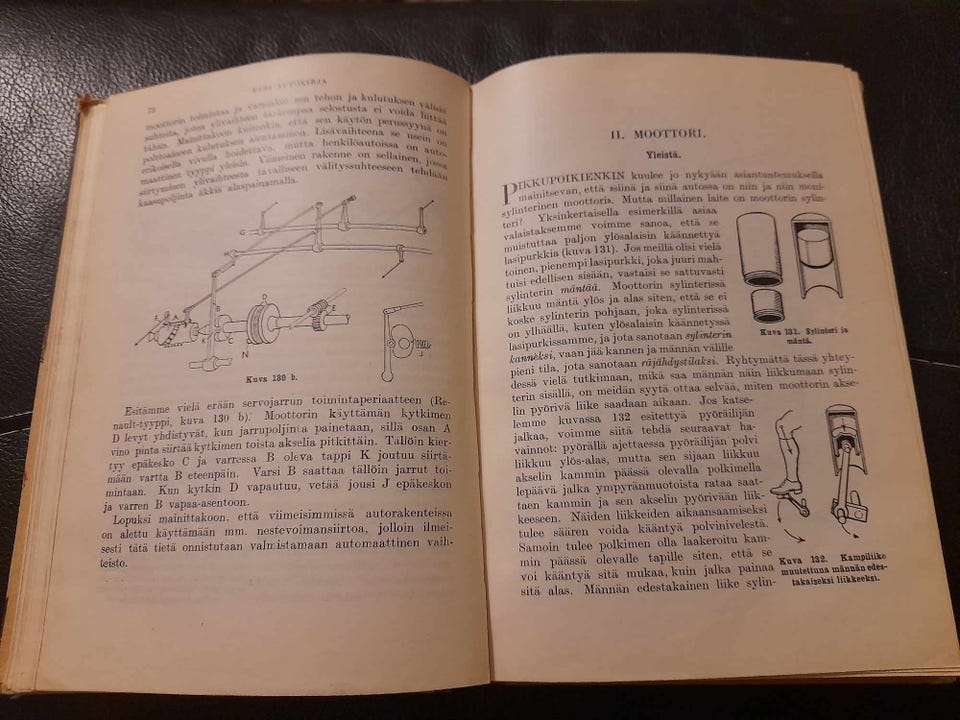 72
UUSI AUTOKIRJA
moottorin toimintaa ja varsinkin sen tehon ja kulutuksen välisiä
suhteita, joten ylivaihteen tarkempaa selostusta ei voida liittää
tähän. Mainittakoon kuitenkin, että sen käytön perussyynä on
polttoaineen kulutuksen alentaminen. Lisävaihteena se usein on
erikoisella vivulla hoidettava, mutta henkilöautoissa on auto-
maattinen tyyppi yleisin. Viimeinen rakenne on sellainen, jossa
siirtyminen ylivaihteesta tavalliseen välityssuhteeseen tehdään
kaasupoljinta äkkiä alaspainamalla.
B
K
C
N
E
J
Kuva 130 b.
Esitämme vielä erään servojarrun toimintaperiaatteen (Re-
nault-tyyppi, kuva 130 b). Moottorin käyttämän kytkimen
D levyt yhdistyvät, kun jarrupoljinta painetaan, sillä osan A
vino pinta siirtää kytkimen toista akselia pitkittäin. Tällöin kier-
tyy epäkesko C ja varressa B oleva tappi K joutuu siirtä-
mään vartta B eteenpäin. Varsi B saattaa tällöin jarrut toi-
mintaan. Kun kytkin D vapautuu, vetää jousi J epäkeskon
ja varren B vapaa-asentoon.
Lopuksi mainittakoon, että viimeisimmissä autorakenteissa
on alettu käyttämään mm. nestevoimansiirtoa, jolloin ilmei-
sesti tätä tietä onnistutaan valmistamaan automaattinen vaih-
teisto.
II. MOOTTORI.
Yleistä.
PIKKUPOIKIENKIN kuulee jo nykyään asiantuntemuksella
mainitsevan, että siinä ja siinä autossa on niin ja niin moni-
sylinterinen moottori. Mutta millainen laite on moottorin sylin-
teri? Yksinkertaisella esimerkillä asiaa
valaistaksemme voimme sanoa, että se
muistuttaa paljon ylösalaisin käännettyä
lasipurkkia (kuva 131). Jos meillä olisi vielä
toinen, pienempi lasipurkki, joka juuri mah-
tuisi edellisen sisään, vastaisi se sattuvasti
sylinterin mäntää. Moottorin sylinterissä
liikkuu mäntä ylös ja alas siten, että se ei
koske sylinterin pohjaan, joka sylinterissä
on ylhäällä, kuten ylösalaisin käännetyssä
lasipurkissamme, ja jota sanotaan sylinterin
kanneksi, vaan jää kannen ja männän välille
pieni tila, jota sanotaan räjähdystilaksi. Ryhtymättä tässä yhtey-
dessä vielä tutkimaan, mikä saa männän näin liikkumaan sylin-
terin sisällä, on meidän syytä ottaa selvää, miten moottorin akse-
lin pyörivä liike saadaan aikaan. Jos katse-
lemme kuvassa 132 esitettyä pyöräilijän
jalkaa, voimme siitä tehdä seuraavat ha-
vainnot: pyörällä ajettaessa pyöräilijän polvi
liikkuu ylös-alas, mutta sen sijaan liikkuu
akselin kammin päässä olevalla polkimella
lepäävä jalka ympyränmuotoista rataa saat-
taen kammin ja sen akselin pyörivään liik-
keeseen. Näiden liikkeiden aikaansaamiseksi
tulee säären voida kääntyä polvinivelestä.
Samoin tulee polkimen olla laakeroitu kam-
min päässä olevalle tapille siten, että se
voi kääntyä sitä mukaa, kuin jalka painaa
sitä alas. Männän edestakainen liike sylin-
Kuva 131. Sylinteri ja
mäntä.
Kuva 132. Kampiliike
muutettuna männän edes-
takaiseksi liikkeeksi.